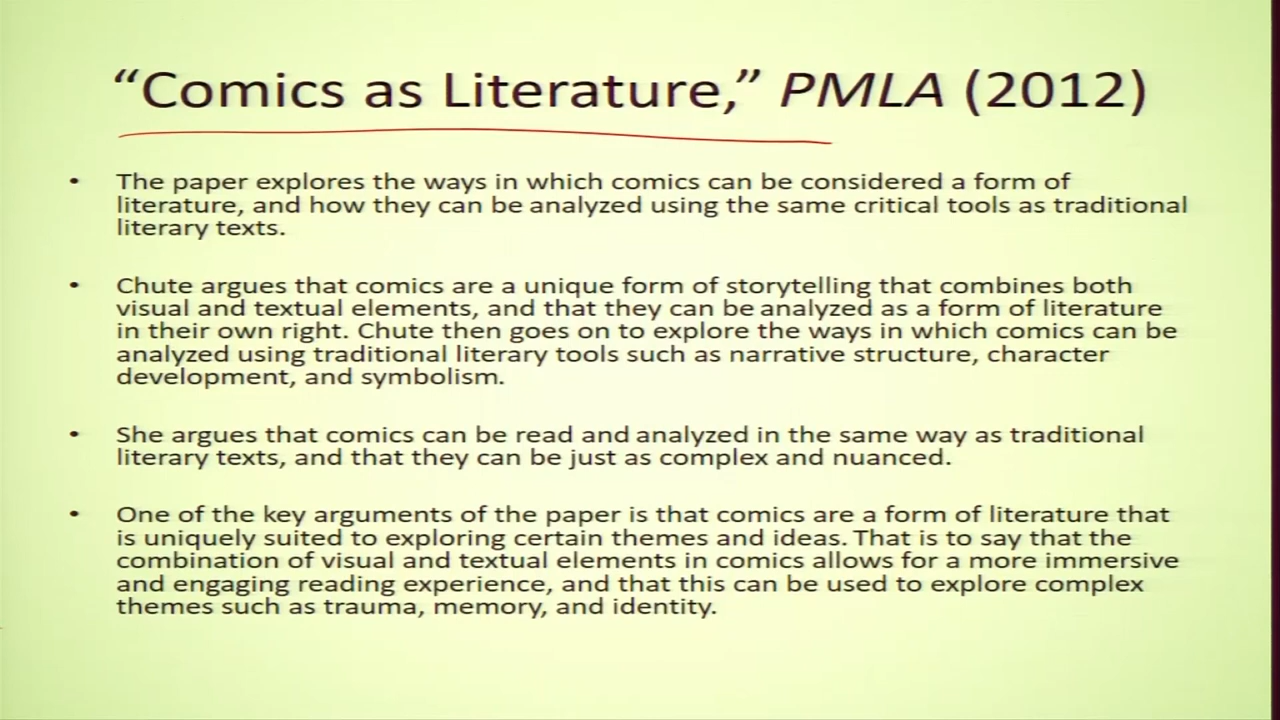 “Comics as Literature,” PMLA (2012)
• The paper explores the ways in which comics can be considered a form of
literature, and how they can be analyzed using the same critical tools as traditional
literary texts.
• Chute argues that comics are a unique form of storytelling that combines both
visual and textual elements, and that they can be analyzed as a form of literature
in their own right. Chute then goes on to explore the ways in which comics can be
analyzed using traditional literary tools such as narrative structure, character
development, and symbolism.
• She argues that comics can be read and analyzed in the same way as traditional
literary texts, and that they can be just as complex and nuanced.
• One of the key arguments of the paper is that comics are a form of literature that
is uniquely suited to exploring certain themes and ideas. That is to say that the
combination of visual and textual elements in comics allows for a more immersive
and engaging reading experience, and that this can be used to explore complex
themes such as trauma, memory, and identity.